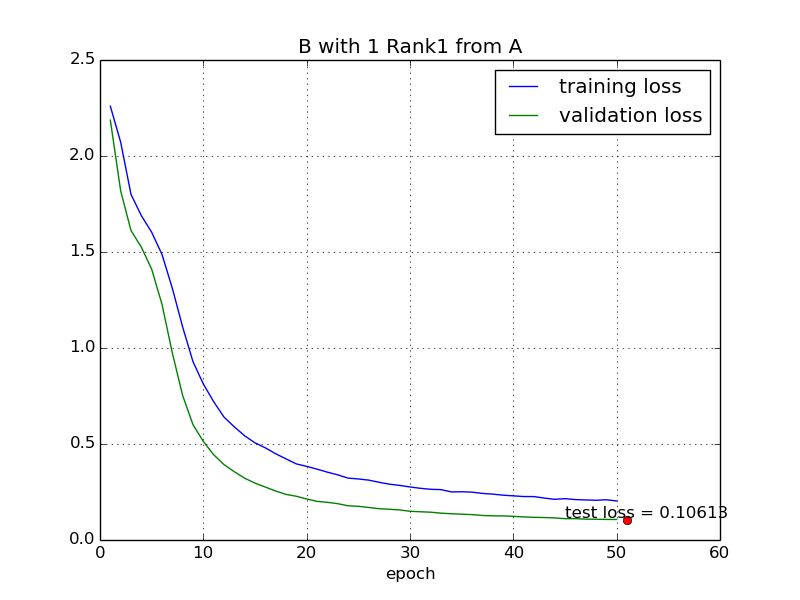 B with 1 Rank1 from A
2.5
2.0
1.5
1.0
0.5
0.0
training loss
validation loss
test loss = 0.10613
0 10 20 30 40 50 60
epoch